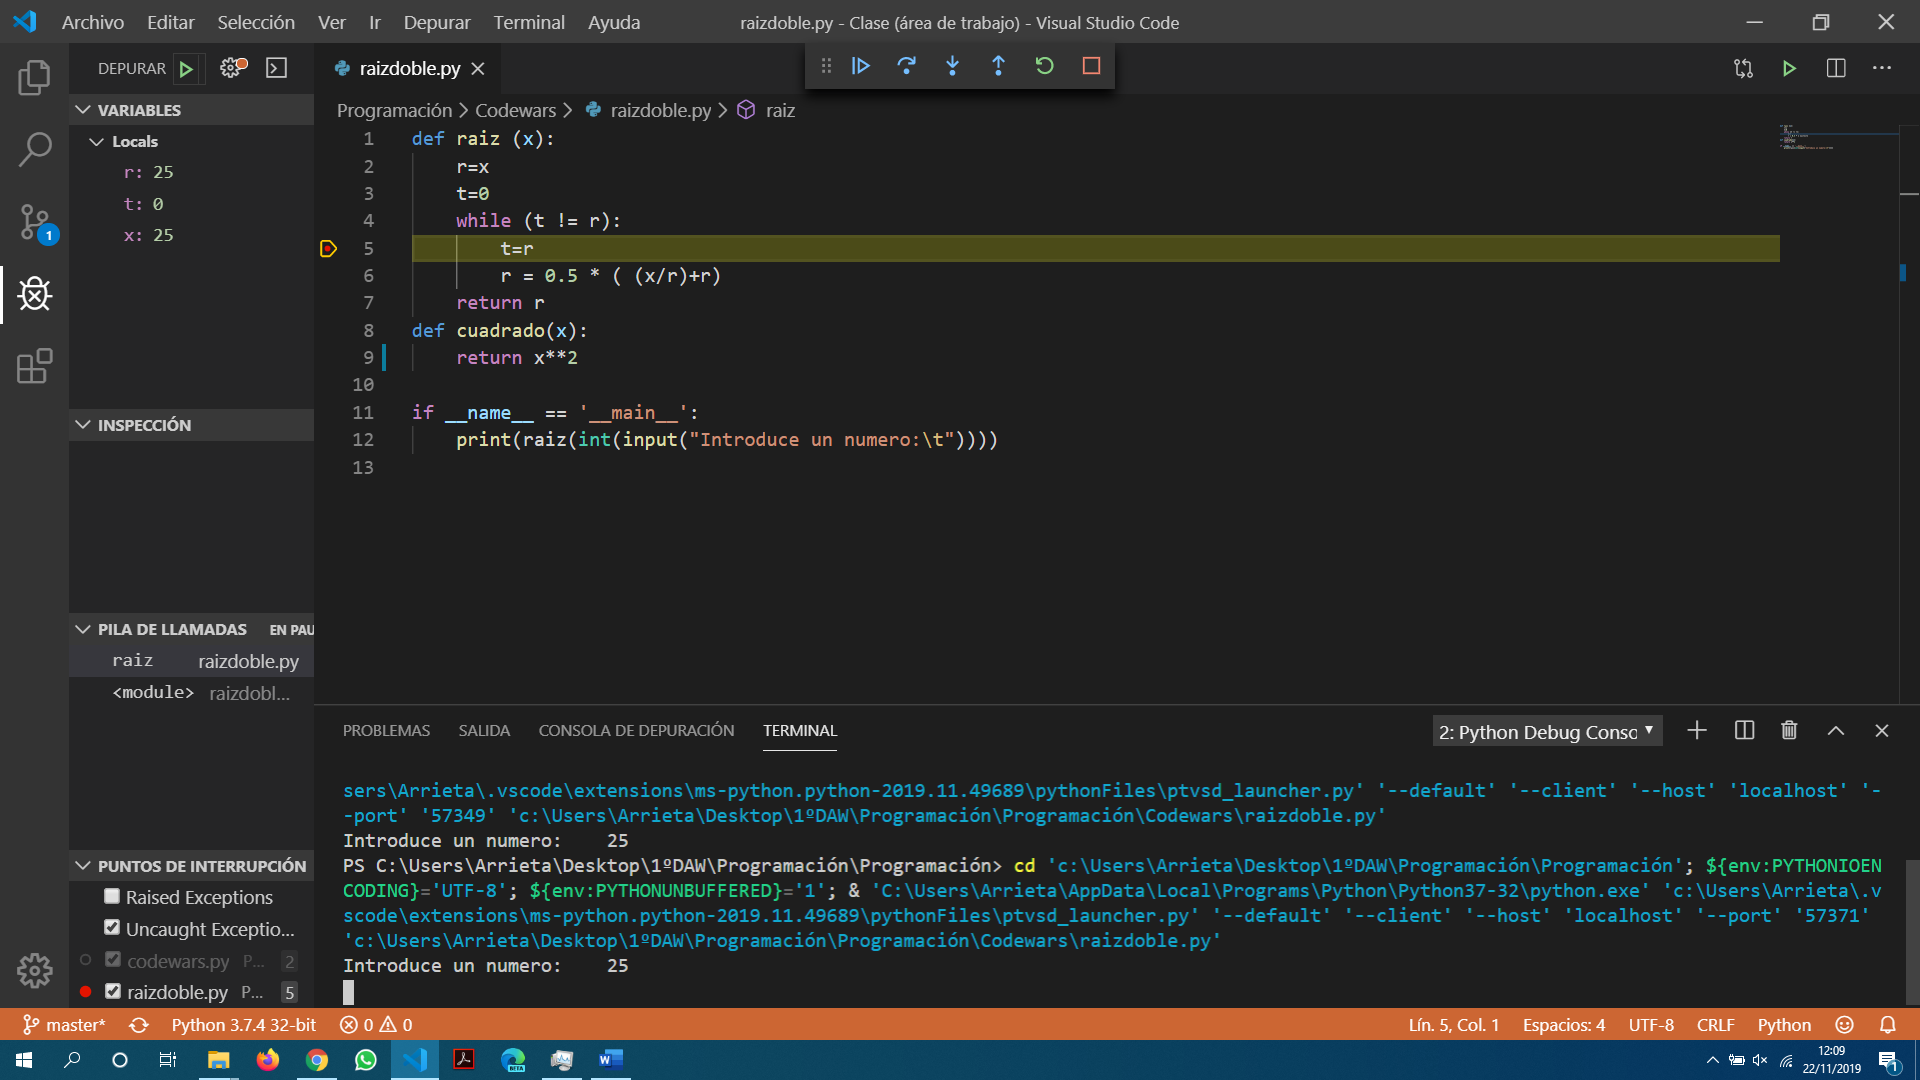 Archivo Editar Selección Ver Ir Depurar Terminal Ayuda
raizdoble.py - Clase (área de trabajo) - Visual Studio Code
DEPURAR
raizdoble.py
VARIABLES
Locals
r: 25
t: 0
x: 25
INSPECCIÓN
PILA DE LLAMADAS EN PAU
raiz raizdoble.py
<module> raizdobl...
PUNTOS DE INTERRUPCIÓN
Raised Exceptions
Uncaught Exceptio...
codewars.py P... 2
raizdoble.py P... 5
1
Programación > Codewars > raizdoble.py > raiz
1 def raiz (x):
2 r=x
3 t=0
4 while (t != r):
5 t=r
6 r = 0.5 * ( (x/r)+r)
7 return r
8 def cuadrado(x):
9 return x**2
10
11 if __name__ == '__main__':
12 print(raiz(int(input("Introduce un numero:\t"))))
13
PROBLEMAS SALIDA CONSOLA DE DEPURACIÓN TERMINAL
2: Python Debug Consc
sers\Arrieta\.vscode\extensions\ms-python.python-2019.11.49689\pythonFiles\ptvsd_launcher.py' '--default' '--client' '--host' 'localhost' '-
-port' '57349' 'c:\Users\Arrieta\Desktop\1ºDAW\Programación\Programación\Codewars\raizdoble.py'
Introduce un numero: 25
PS C:\Users\Arrieta\Desktop\1ºDAW\Programación\Programación> cd 'c:\Users\Arrieta\Desktop\1ºDAW\Programación\Programación'; ${env:PYTHONIOEN
CODING}='UTF-8'; ${env:PYTHONUNBUFFERED}='1'; & 'C:\Users\Arrieta\AppData\Local\Programs\Python\Python37-32\python.exe' 'c:\Users\Arrieta\.v
scode\extensions\ms-python.python-2019.11.49689\pythonFiles\ptvsd_launcher.py' '--default' '--client' '--host' 'localhost' '--port' '57371'
'c:\Users\Arrieta\Desktop\1ºDAW\Programación\Programación\Codewars\raizdoble.py'
Introduce un numero: 25
master* Python 3.7.4 32-bit 0 0
Lín. 5, Col. 1 Espacios: 4 UTF-8 CRLF Python
BETA
W
12:09
22/11/2019
1